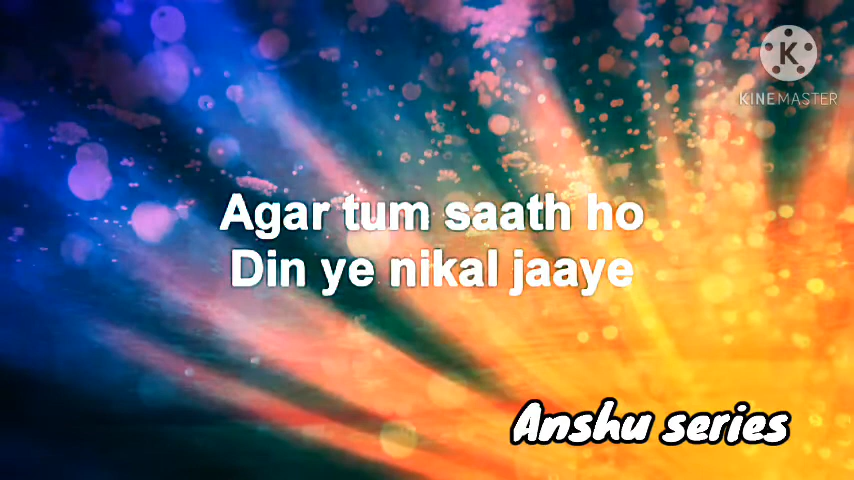 K
KINEMASTER
Agar tum saath ho
Din ye nikal jaaye
Anshu series